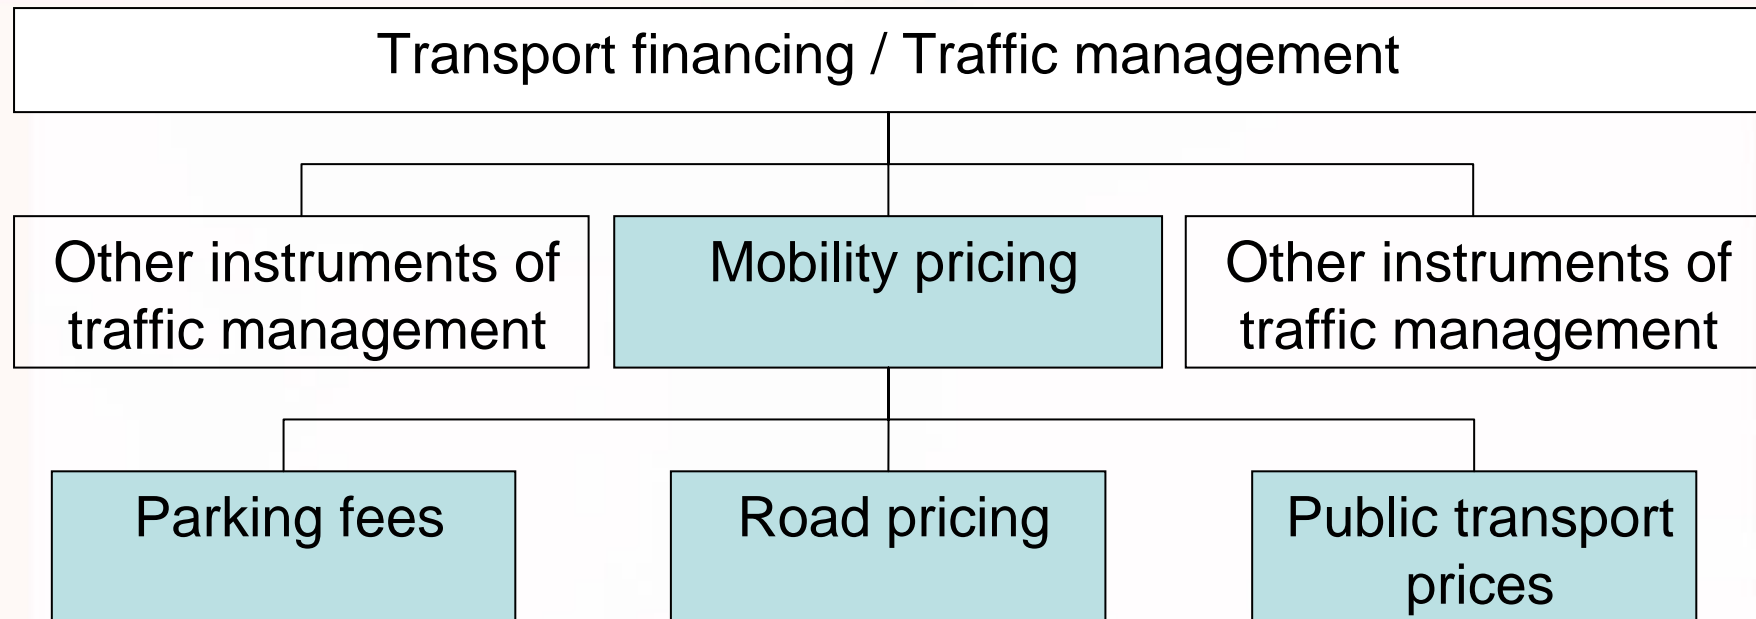 Transport financing / Traffic management
Other instruments of
traffic management
Mobility pricing
Other instruments of
traffic management
Parking fees
Road pricing
Public transport
prices